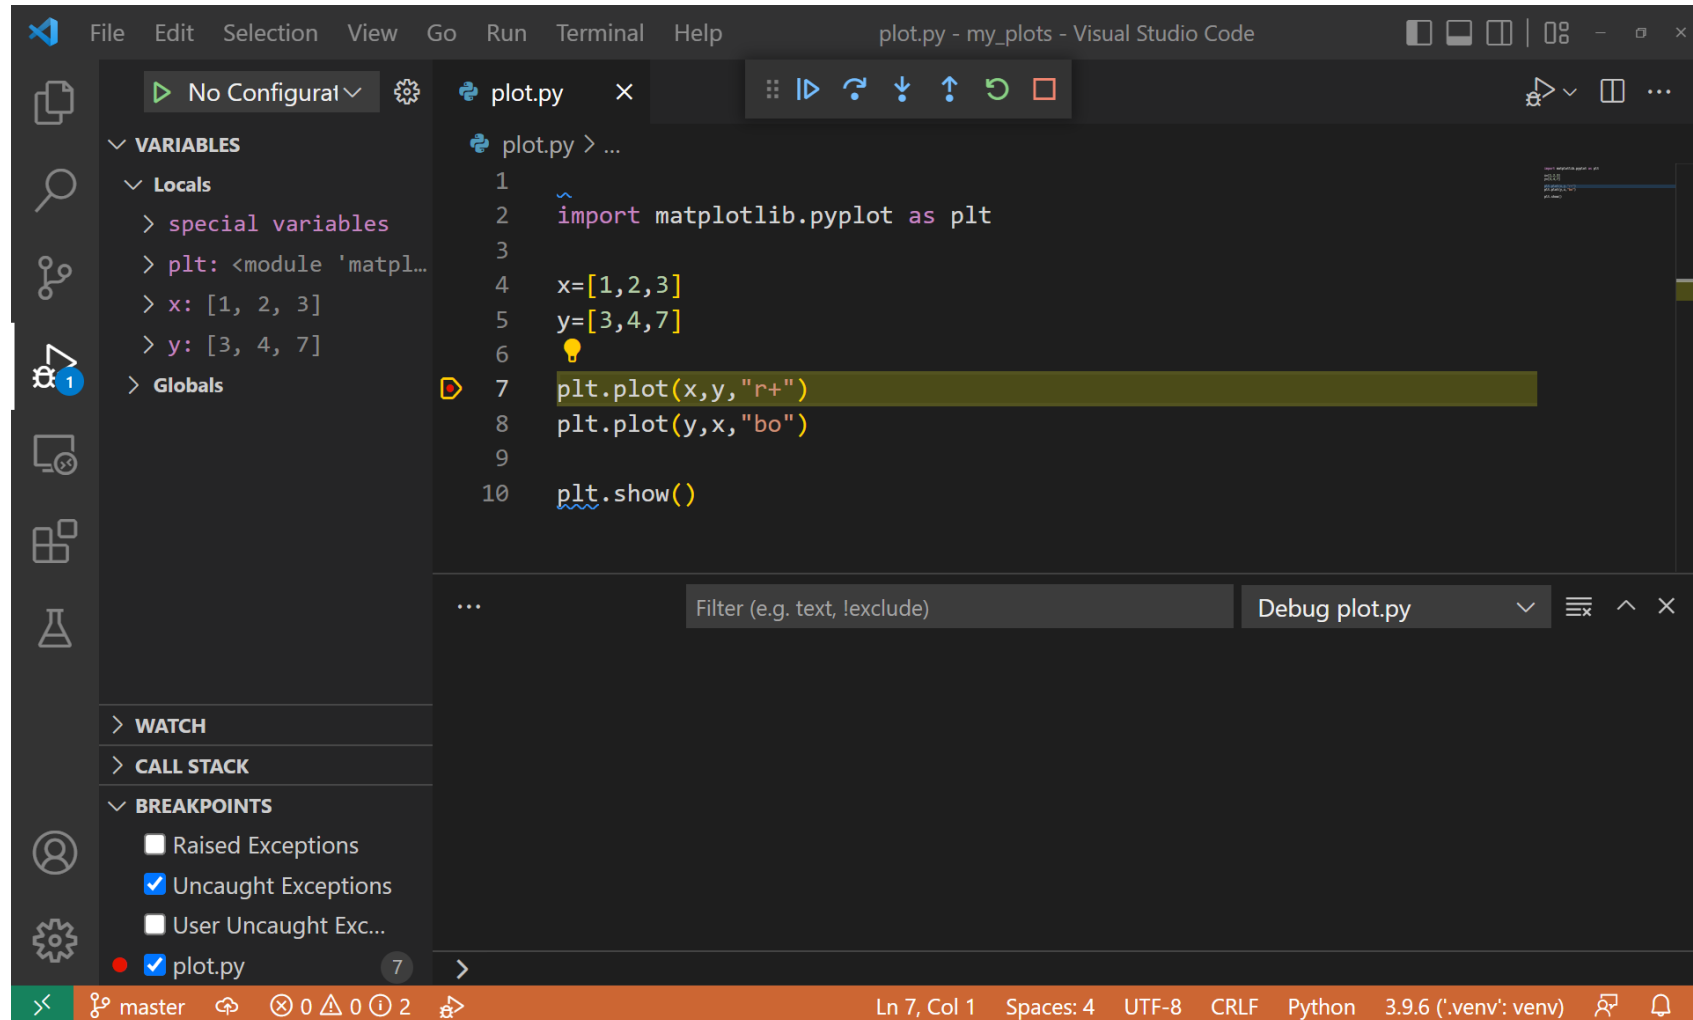 File Edit Selection View Go Run Terminal Help plot.py - my_plots - Visual Studio Code
No Configurat
plot.py
VARIABLES
Locals
special variables
plt: <module 'matpl...
x: [1, 2, 3]
y: [3, 4, 7]
Globals
1
WATCH
CALL STACK
BREAKPOINTS
Raised Exceptions
Uncaught Exceptions
User Uncaught Exc...
plot.py 7
plot.py > ...
1
2 import matplotlib.pyplot as plt
3
4 x=[1,2,3]
5 y=[3,4,7]
6
7 plt.plot(x,y,"r+")
8 plt.plot(y,x,"bo")
9
10 plt.show()
... Filter (e.g. text, !exclude) Debug plot.py
>
master 0 0 2 Ln 7, Col 1 Spaces: 4 UTF-8 CRLF Python 3.9.6 ('.venv': venv)